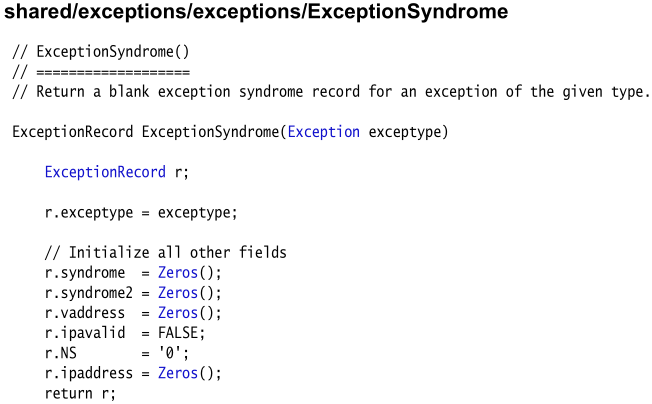 shared/exceptions/exceptions/ExceptionSyndrome
// ExceptionSyndrome()
// ===================
// Return a blank exception syndrome record for an exception of the given type.
ExceptionRecord ExceptionSyndrome(Exception exceptype)
ExceptionRecord r;
r.exceptype = exceptype;
// Initialize all other fields
r.syndrome  = Zeros();
r.syndrome2 = Zeros();
r.vaddress  = Zeros();
r.ipavalid  = FALSE;
r.NS        = '0';
r.ipaddress = Zeros();
return r;